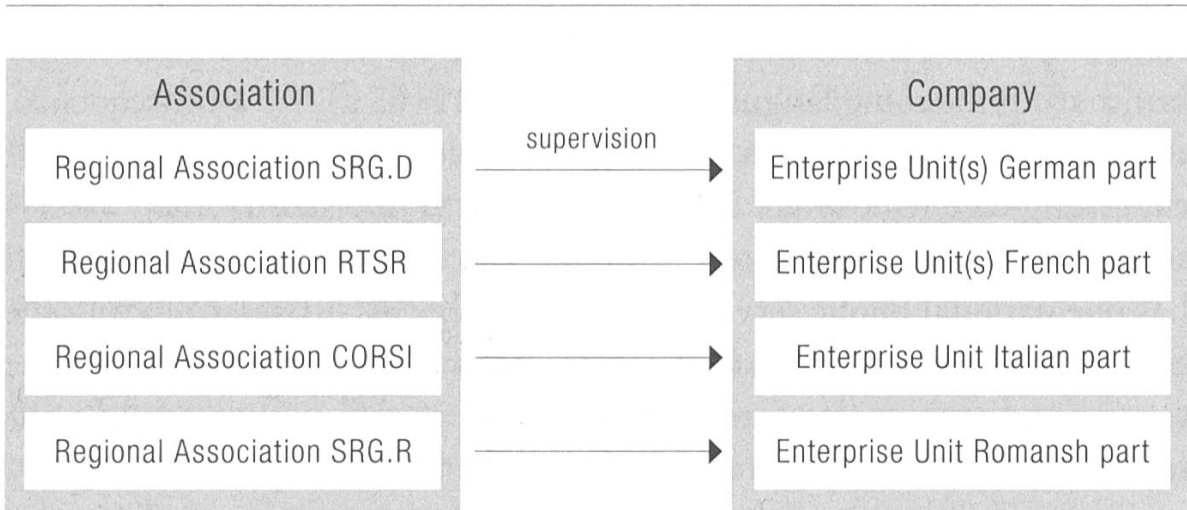 Association
Company
supervision
Regional Association SRG.D
Enterprise Unit(s) German part
Regional Association RTSR
Enterprise Unit(s) French part
Regional Association CORSI
Enterprise Unit Italian part
Regional Association SRG.R
Enterprise Unit Romansh part